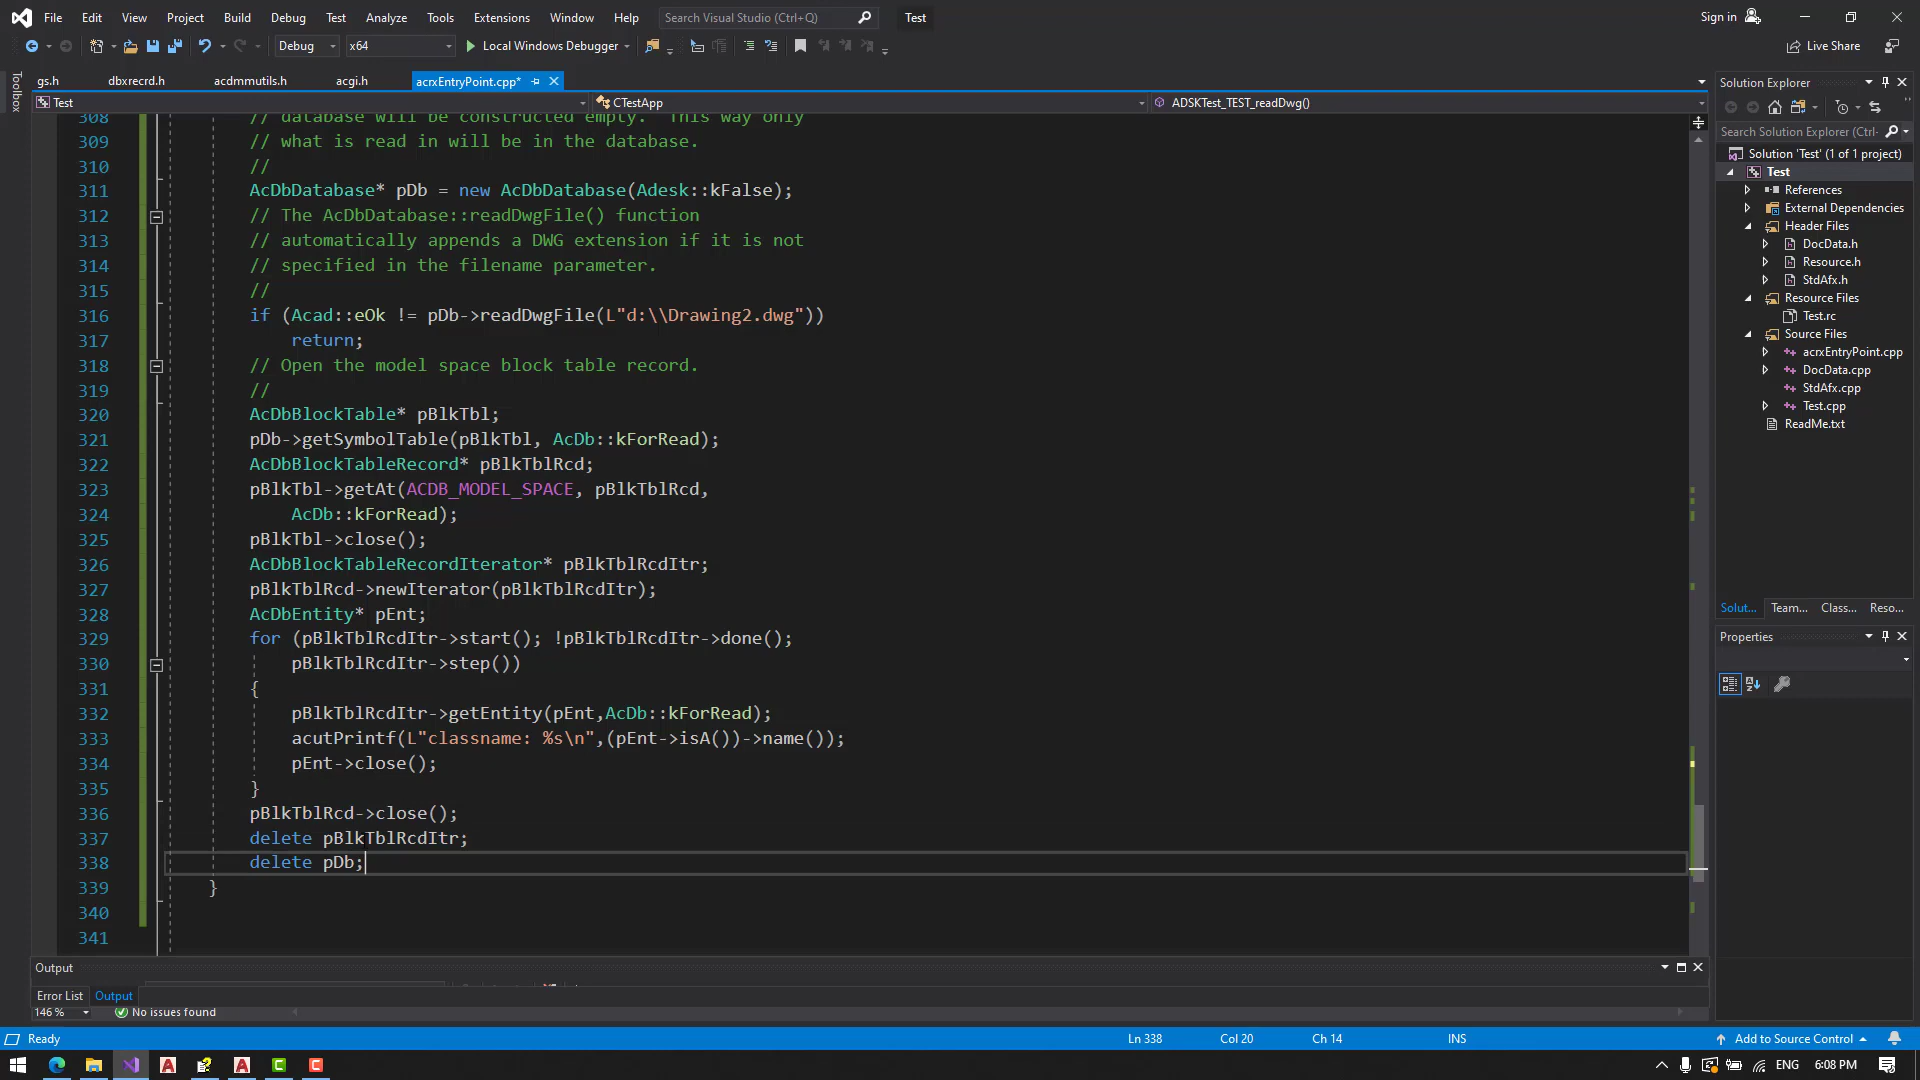 File Edit View Project Build Debug Test Analyze Tools Extensions Window Help Search Visual Studio (Ctrl+Q) Test Sign in
Debug x64 Local Windows Debugger Live Share
Toolbox
gs.h dbxrecrd.h acdmmutils.h acgi.h acrxEntryPoint.cpp*
Test CTestApp ADSKTest_TEST_readDwg()
308 // database will be constructed empty. This way only
309 // what is read in will be in the database.
310 //
311 AcDbDatabase* pDb = new AcDbDatabase(Adesk::kFalse);
312 // The AcDbDatabase::readDwgFile() function
313 // automatically appends a DWG extension if it is not
314 // specified in the filename parameter.
315 //
316 if (Acad::eOk != pDb->readDwgFile(L"d:\\Drawing2.dwg"))
317 return;
318 // Open the model space block table record.
319 //
320 AcDbBlockTable* pBlkTbl;
321 pDb->getSymbolTable(pBlkTbl, AcDb::kForRead);
322 AcDbBlockTableRecord* pBlkTblRcd;
323 pBlkTbl->getAt(ACDB_MODEL_SPACE, pBlkTblRcd,
324 AcDb::kForRead);
325 pBlkTbl->close();
326 AcDbBlockTableRecordIterator* pBlkTblRcdItr;
327 pBlkTblRcd->newIterator(pBlkTblRcdItr);
328 AcDbEntity* pEnt;
329 for (pBlkTblRcdItr->start(); !pBlkTblRcdItr->done();
330 pBlkTblRcdItr->step())
331 {
332 pBlkTblRcdItr->getEntity(pEnt,AcDb::kForRead);
333 acutPrintf(L"classname: %s\n",(pEnt->isA())->name());
334 pEnt->close();
335 }
336 pBlkTblRcd->close();
337 delete pBlkTblRcdItr;
338 delete pDb;
339 }
340
341
Solution Explorer
Search Solution Explorer (Ctrl-
Solution 'Test' (1 of 1 project)
Test
References
External Dependencies
Header Files
DocData.h
Resource.h
StdAfx.h
Resource Files
Test.rc
Source Files
acrxEntryPoint.cpp
DocData.cpp
StdAfx.cpp
Test.cpp
ReadMe.txt
Solut... Team... Class... Reso...
Properties
Output
Error List Output
146 % No issues found
Ready Ln 338 Col 20 Ch 14 INS Add to Source Control
ENG 6:08 PM